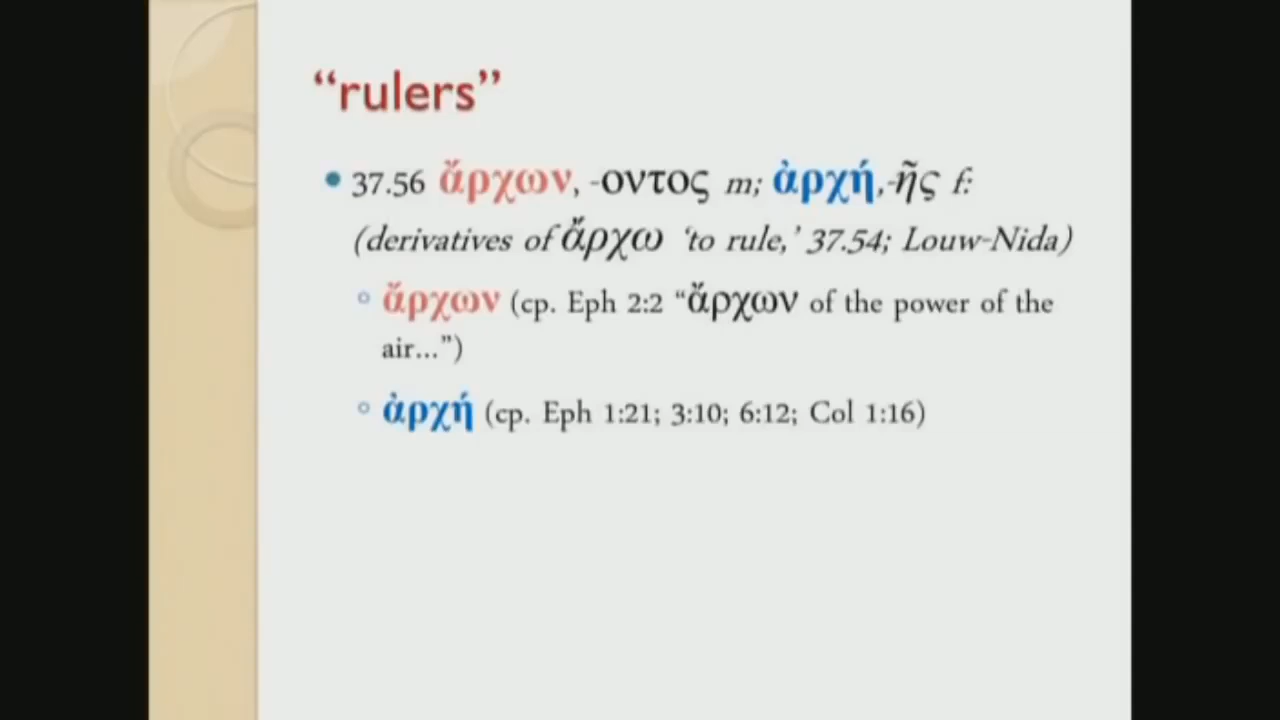 “rulers”
37.56 ἄρχων, -οντος m; ἀρχή,-ῆς f:
(derivatives of ἄρχω ‘to rule,’ 37.54; Louw-Nida)
ἄρχων (cp. Eph 2:2 “ἄρχων of the power of the
air...”)
ἀρχή (cp. Eph 1:21; 3:10; 6:12; Col 1:16)